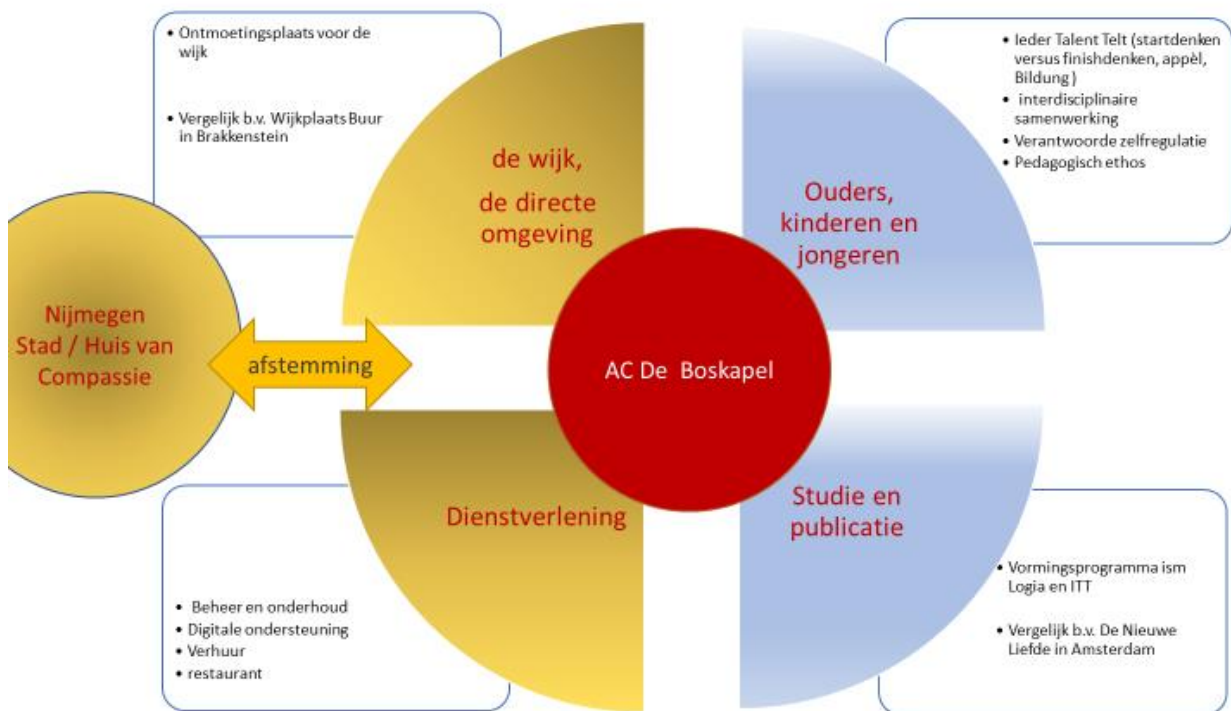 • Ontmoetingsplaats voor de
wijk
• Vergelijk b.v. Wijkplaats Buur
in Brakkenstein
de wijk,
de directe
omgeving
• Ieder Talent Telt (startdenken
versus finishdenken, appèl,
Bildung)
• interdisciplinaire
samenwerking
• Verantwoorde zelfregulatie
• Pedagogisch ethos
Ouders,
kinderen en
jongeren
Nijmegen
Stad / Huis van
Compassie
afstemming
AC De Boskapel
Dienstverlening
• Beheer en onderhoud
• Digitale ondersteuning
• Verhuur
• restaurant
Studie en
publicatie
• Vormingsprogramma ism
Logia en ITT
• Vergelijk b.v. De Nieuwe
Liefde in Amsterdam